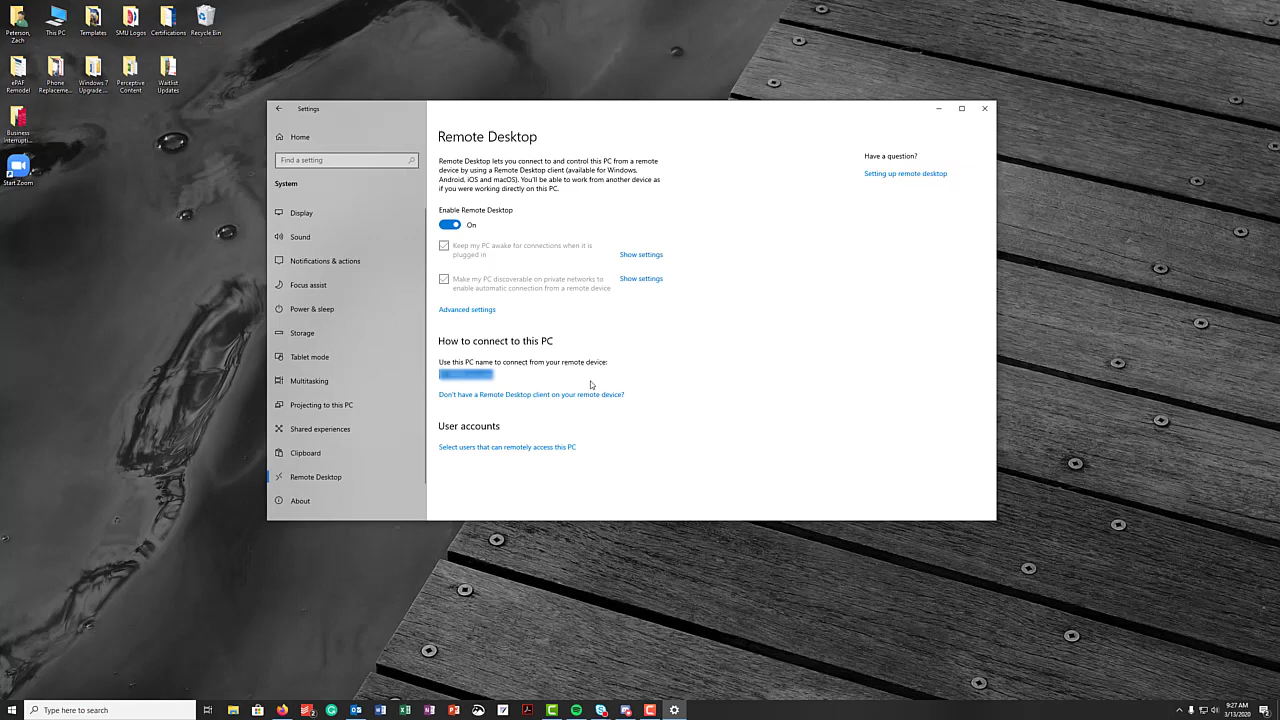 Peterson,
Zach
This PC
Templates
SMU Logos
Certifications
Recycle Bin
ePAF
Remodel
Phone
Replaceme...
Windows 7
Upgrade ...
Perceptive
Content
Waitlist
Updates
Business
Interrupti...
Start Zoom
Settings
Home
Find a setting
System
Display
Sound
Notifications & actions
Focus assist
Power & sleep
Storage
Tablet mode
Multitasking
Projecting to this PC
Shared experiences
Clipboard
Remote Desktop
About
Remote Desktop
Remote Desktop lets you connect to and control this PC from a remote
device by using a Remote Desktop client (available for Windows,
Android, iOS and macOS). You'll be able to work from another device as
if you were working directly on this PC.
Enable Remote Desktop
On
Keep my PC awake for connections when it is
plugged in
Show settings
Make my PC discoverable on private networks to
enable automatic connection from a remote device
Show settings
Advanced settings
How to connect to this PC
Use this PC name to connect from your remote device:
Don't have a Remote Desktop client on your remote device?
User accounts
Select users that can remotely access this PC
Have a question?
Setting up remote desktop
Type here to search
9:27 AM
3/13/2020